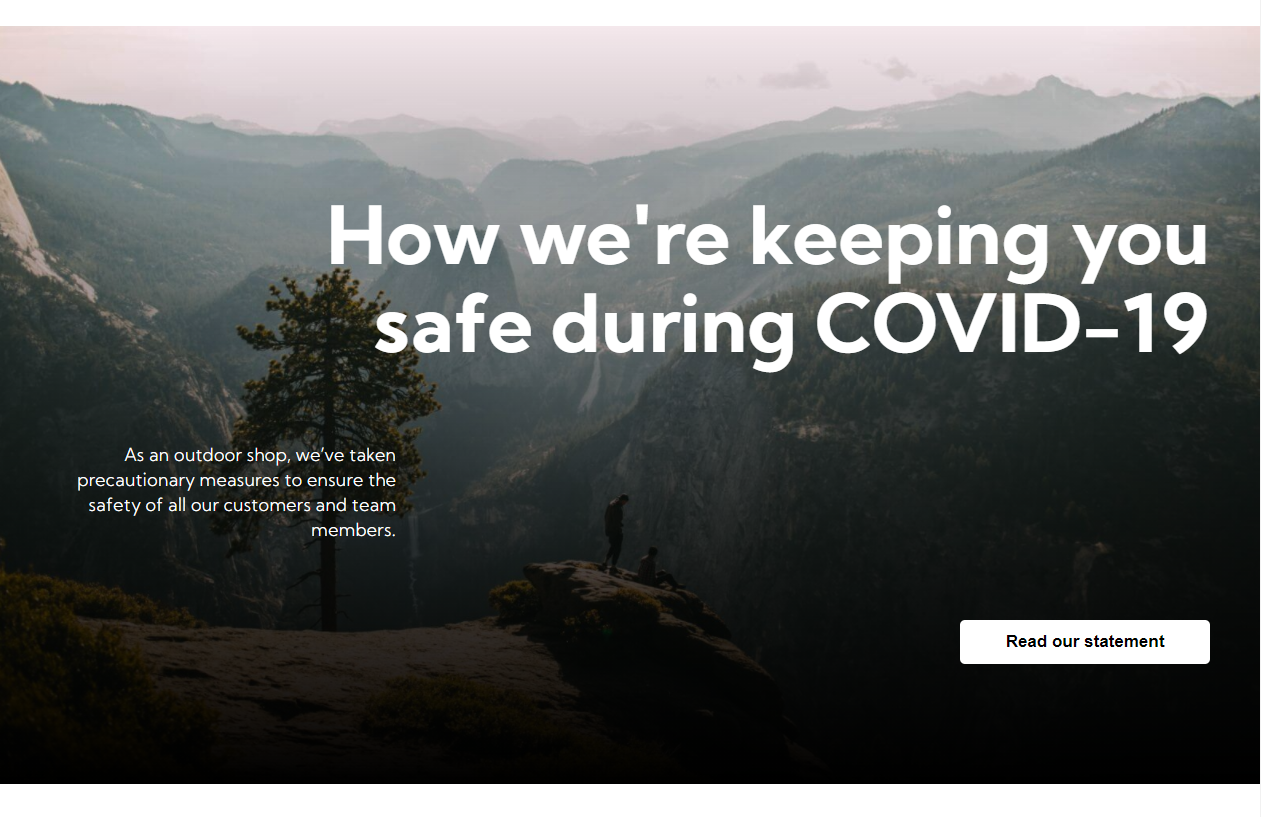 How we're keeping you
safe during COVID-19
As an outdoor shop, we’ve taken
precautionary measures to ensure the
safety of all our customers and team
members.
Read our statement